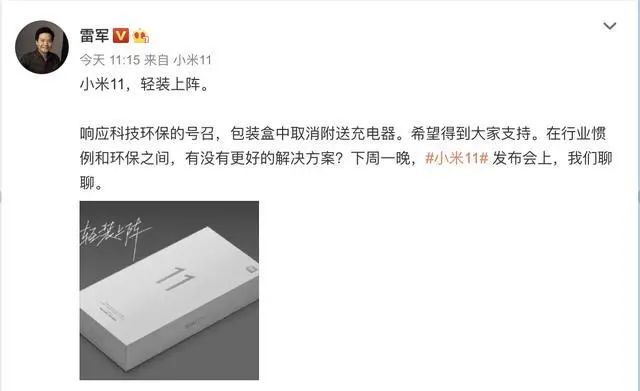 雷军
今天 11:15 来自 小米11
小米11，轻装上阵。
响应科技环保的号召，包装盒中取消附送充电器。希望得到大家支持。在行业惯
例和环保之间，有没有更好的解决方案？下周一晚，#小米11# 发布会上，我们聊
聊。
轻装上阵
11